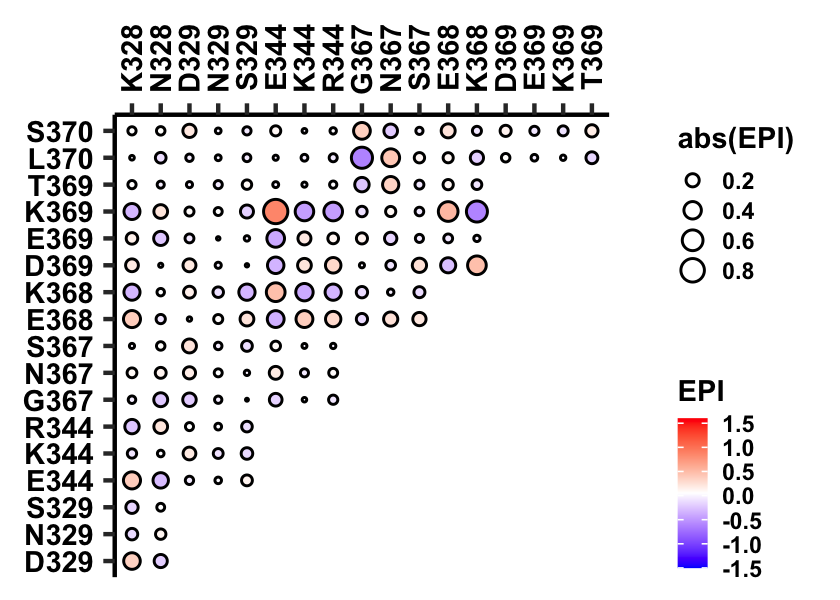 K328 N328 D329 N329 S329 E344 K344 R344 G367 N367 S367 E368 K368 D369 E369 K369 T369
S370
L370
T369
K369
E369
D369
K368
E368
S367
N367
G367
R344
K344
E344
S329
N329
D329
abs(EPI)
0.2
0.4
0.6
0.8
EPI
1.5
1.0
0.5
0.0
-0.5
-1.0
-1.5